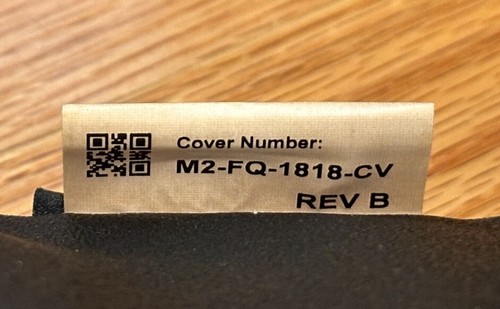 Cover Number:
M2-FQ-1818-CV
REV B